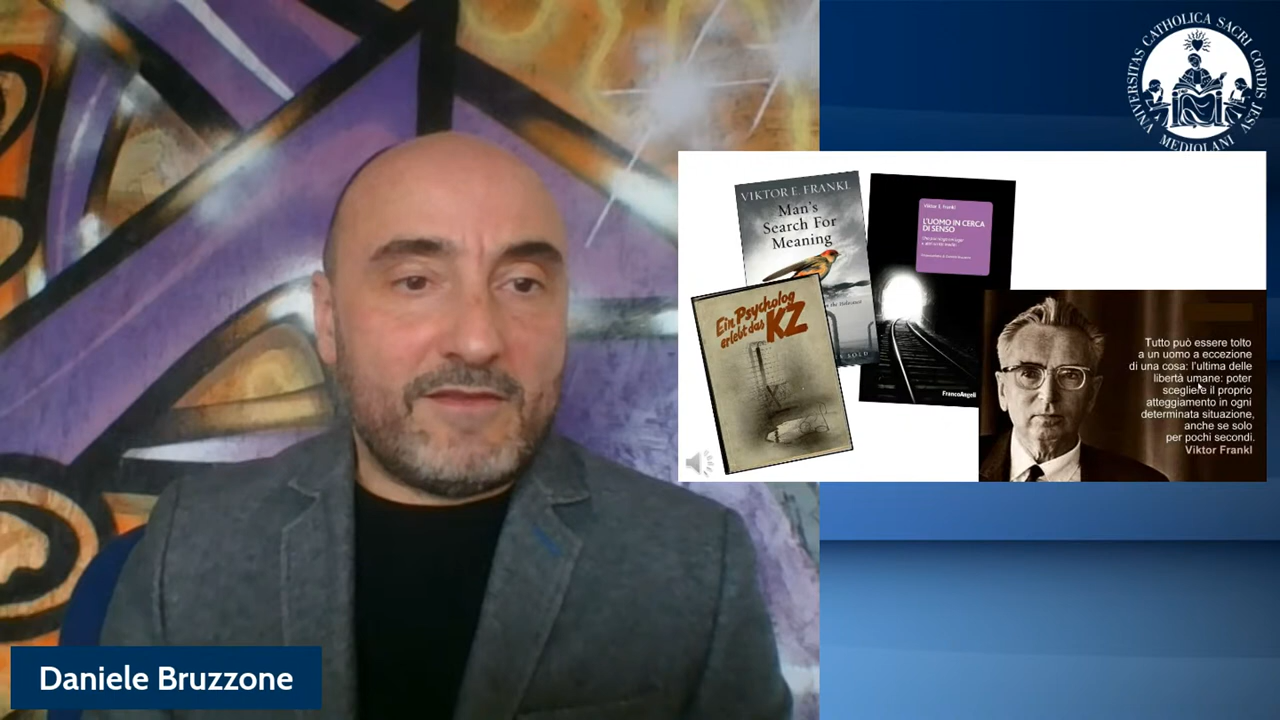 Daniele Bruzzone
UNIVERSITAS CATHOLICA SACRI CORDIS JESV
MEDIOLANI
VIKTOR E. FRANKL
Man's
Search For
Meaning
Viktor E. Frankl
L'UOMO IN CERCA
DI SENSO
FrancoAngeli
Ein Psycholog
erlebt das KZ
Tutto può essere tolto
a un uomo a eccezione
di una cosa: l'ultima delle
libertà umane: poter
scegliere il proprio
atteggiamento in ogni
determinata situazione,
anche se solo
per pochi secondi.
Viktor Frankl